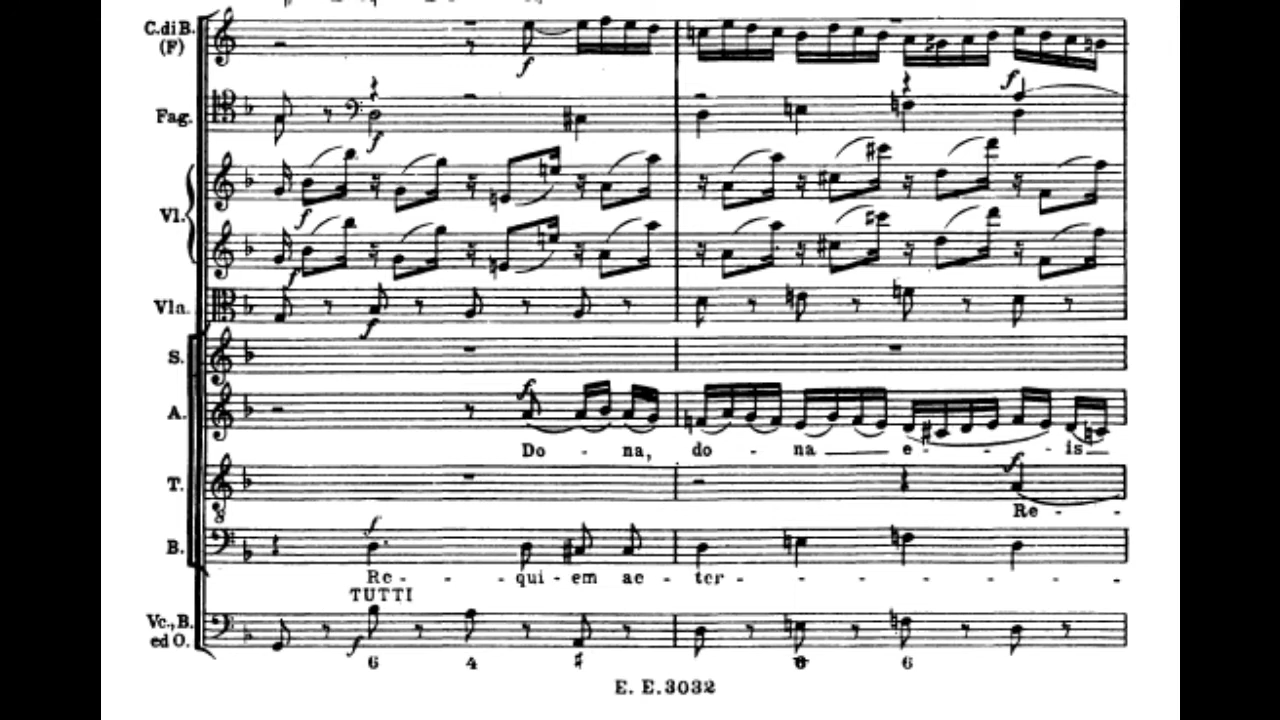 C.di B.
(F)
f
Fag.
f
f
Vl.
f
f
Vla.
f
S.
A.
f
Do - na, do - na e - - - is
T.
f
Re - -
B.
f
Re - - - qui - em ae - ter - - - - - - - -
TUTTI
Vc., B.
ed O.
f
6 4 ♯ 6 6
E. E. 3032